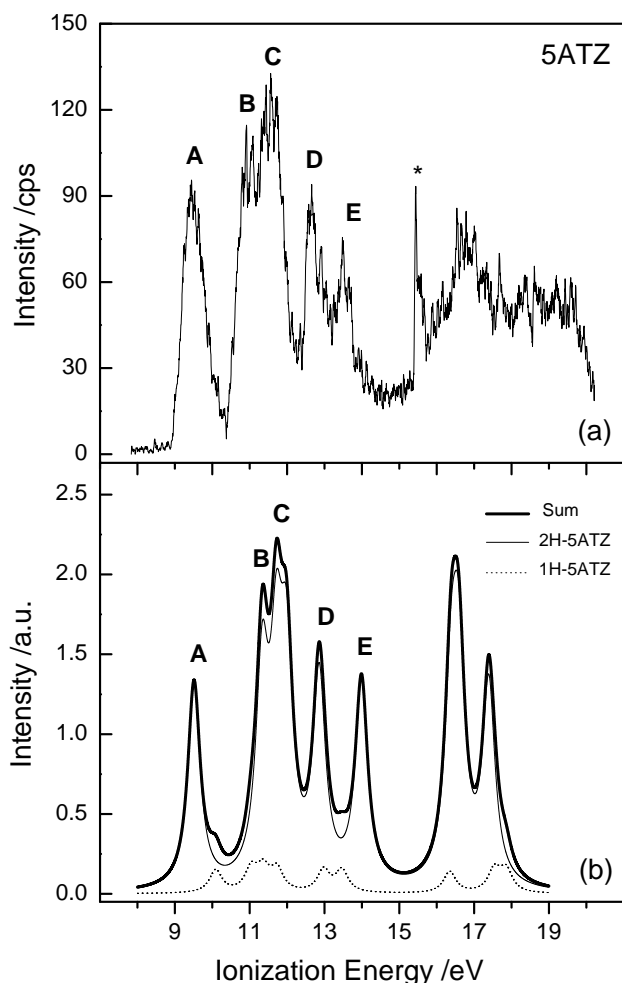 5ATZ
150
120
90
60
30
0
Intensity /cps
A
B
C
D
E
*
(a)
2.5
2.0
1.5
1.0
0.5
0.0
Intensity /a.u.
A
B
C
D
E
Sum
2H-5ATZ
1H-5ATZ
(b)
9 11 13 15 17 19
Ionization Energy /eV